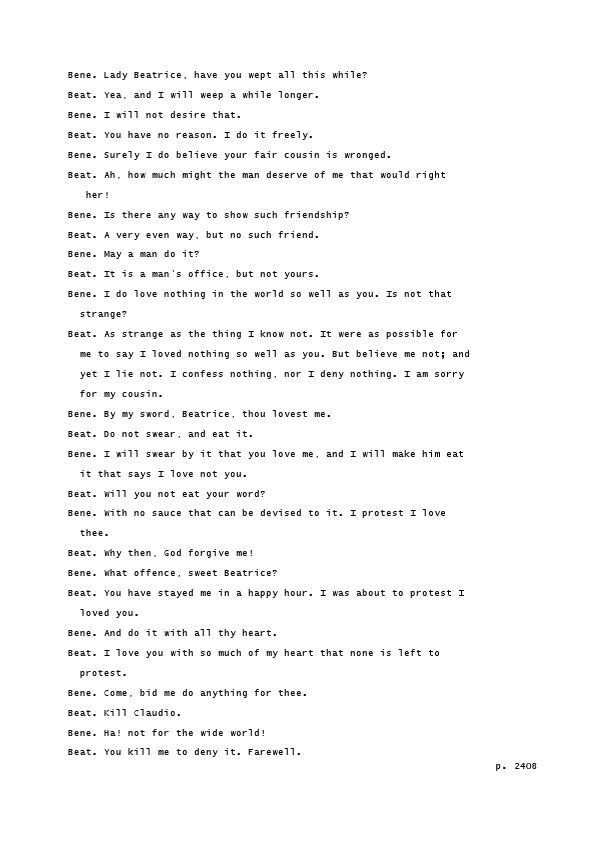 Bene. Lady Beatrice, have you wept all this while?
Beat. Yea, and I will weep a while longer.
Bene. I will not desire that.
Beat. You have no reason. I do it freely.
Bene. Surely I do believe your fair cousin is wronged.
Beat. Ah, how much might the man deserve of me that would right
her!
Bene. Is there any way to show such friendship?
Beat. A very even way, but no such friend.
Bene. May a man do it?
Beat. It is a man's office, but not yours.
Bene. I do love nothing in the world so well as you. Is not that
strange?
Beat. As strange as the thing I know not. It were as possible for
me to say I loved nothing so well as you. But believe me not; and
yet I lie not. I confess nothing, nor I deny nothing. I am sorry
for my cousin.
Bene. By my sword, Beatrice, thou lovest me.
Beat. Do not swear, and eat it.
Bene. I will swear by it that you love me, and I will make him eat
it that says I love not you.
Beat. Will you not eat your word?
Bene. With no sauce that can be devised to it. I protest I love
thee.
Beat. Why then, God forgive me!
Bene. What offence, sweet Beatrice?
Beat. You have stayed me in a happy hour. I was about to protest I
loved you.
Bene. And do it with all thy heart.
Beat. I love you with so much of my heart that none is left to
protest.
Bene. Come, bid me do anything for thee.
Beat. Kill Claudio.
Bene. Ha! not for the wide world!
Beat. You kill me to deny it. Farewell.
p. 2408